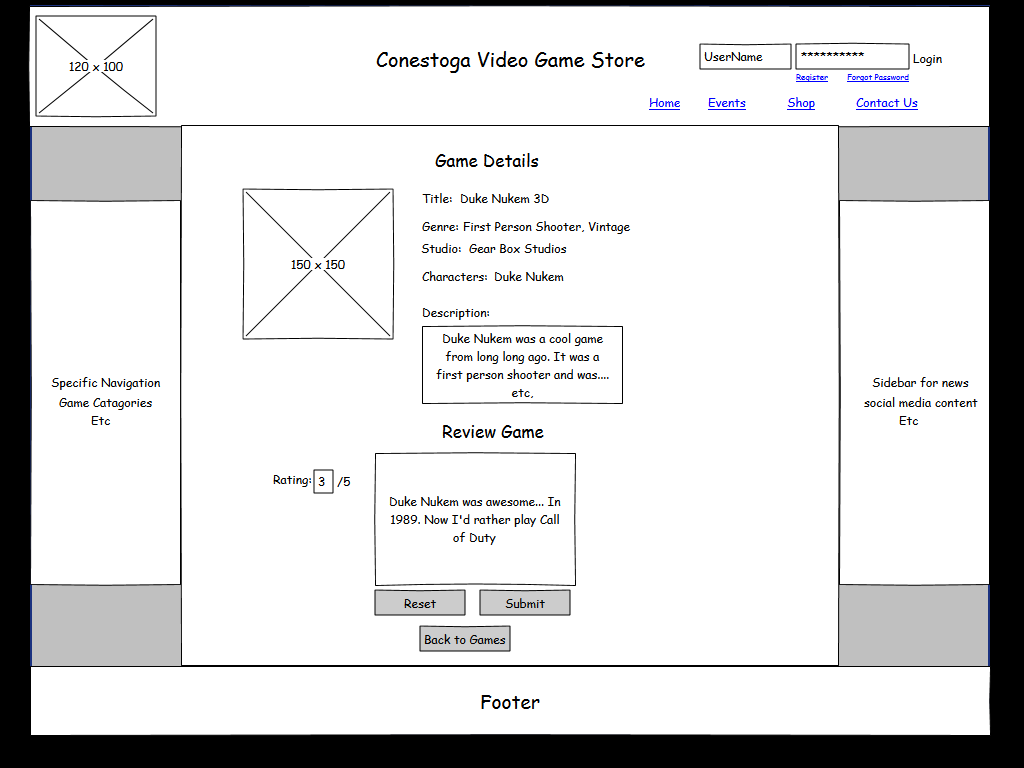 120 x 100
Conestoga Video Game Store
UserName
**********
Login
Register
Forgot Password
Home
Events
Shop
Contact Us
Game Details
150 x 150
Title: Duke Nukem 3D
Genre: First Person Shooter, Vintage
Studio: Gear Box Studios
Characters: Duke Nukem
Description:
Duke Nukem was a cool game
from long long ago. It was a
first person shooter and was....
etc,
Specific Navigation
Game Catagories
Etc
Sidebar for news
social media content
Etc
Review Game
Rating: 3 /5
Duke Nukem was awesome... In
1989. Now I'd rather play Call
of Duty
Reset
Submit
Back to Games
Footer